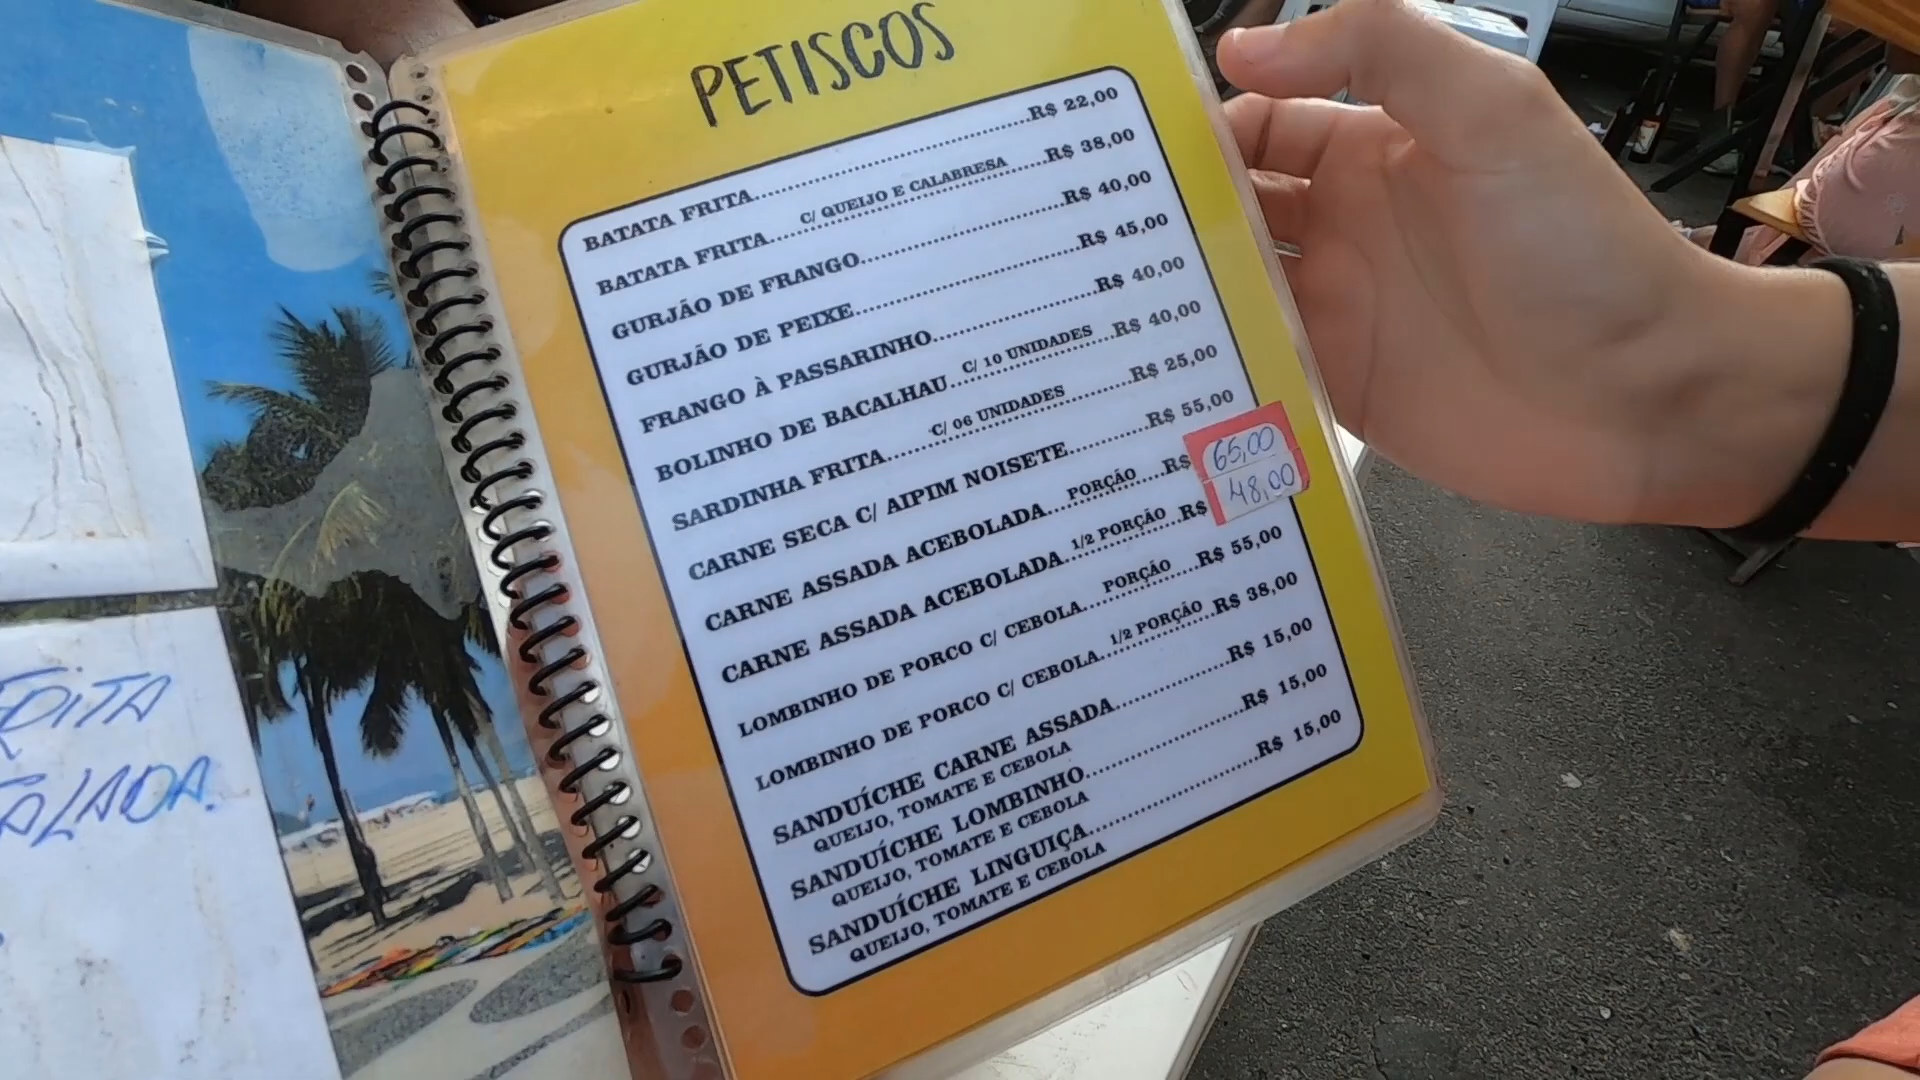 PETISCOS
BATATA FRITA....................R$ 22,00
BATATA FRITA....C/ QUEIJO E CALABRESA....R$ 38,00
GURJÃO DE FRANGO....................R$ 40,00
GURJÃO DE PEIXE....................R$ 45,00
FRANGO À PASSARINHO....................R$ 40,00
BOLINHO DE BACALHAU....C/ 10 UNIDADES....R$ 40,00
SARDINHA FRITA....C/ 06 UNIDADES....R$ 25,00
CARNE SECA C/ AIPIM NOISETE....................R$ 55,00
CARNE ASSADA ACEBOLADA....PORÇÃO....R$ 65,00
CARNE ASSADA ACEBOLADA....1/2 PORÇÃO....R$ 48,00
LOMBINHO DE PORCO C/ CEBOLA....PORÇÃO....R$ 55,00
LOMBINHO DE PORCO C/ CEBOLA....1/2 PORÇÃO....R$ 38,00
SANDUÍCHE CARNE ASSADA....................R$ 15,00
QUEIJO, TOMATE E CEBOLA
SANDUÍCHE LOMBINHO....................R$ 15,00
QUEIJO, TOMATE E CEBOLA
SANDUÍCHE LINGUIÇA....................R$ 15,00
QUEIJO, TOMATE E CEBOLA